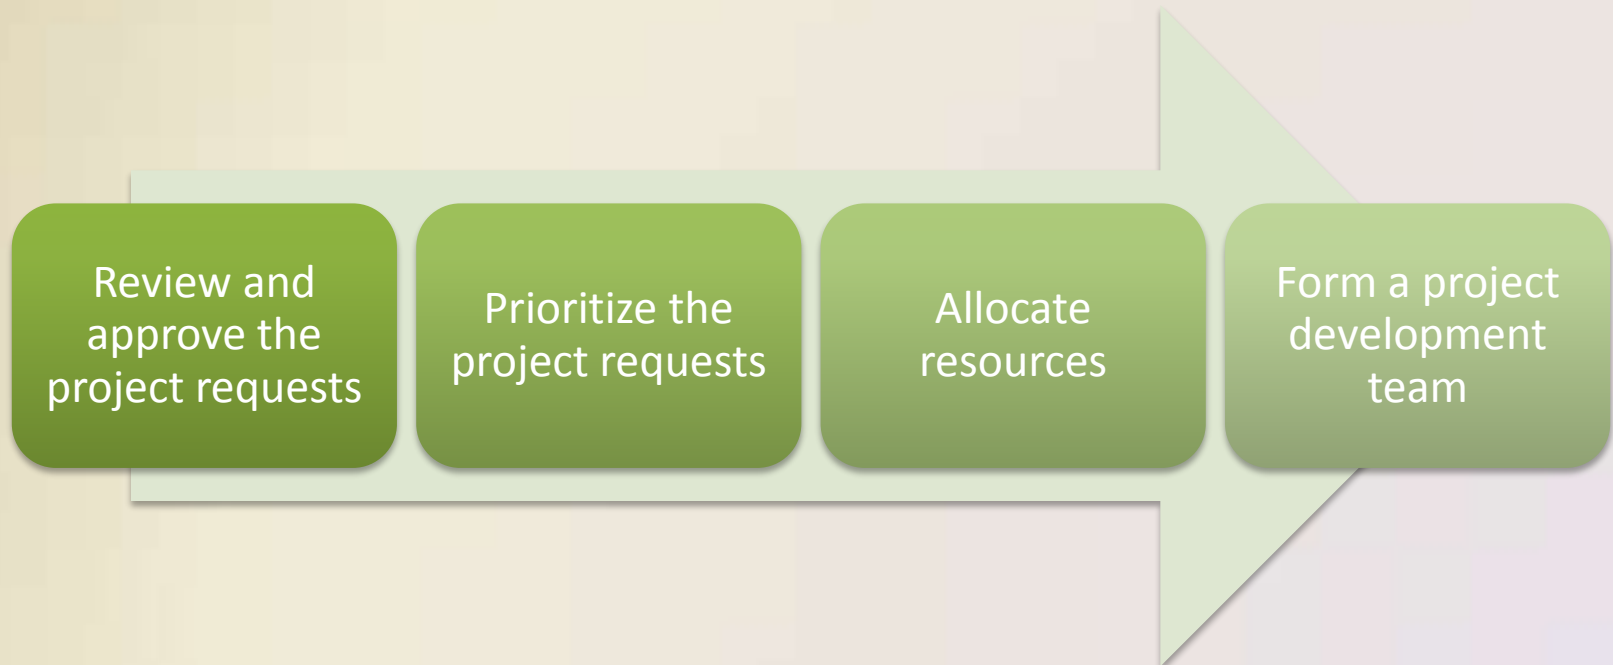 Review and
approve the
project requests
Prioritize the
project requests
Allocate
resources
Form a project
development
team